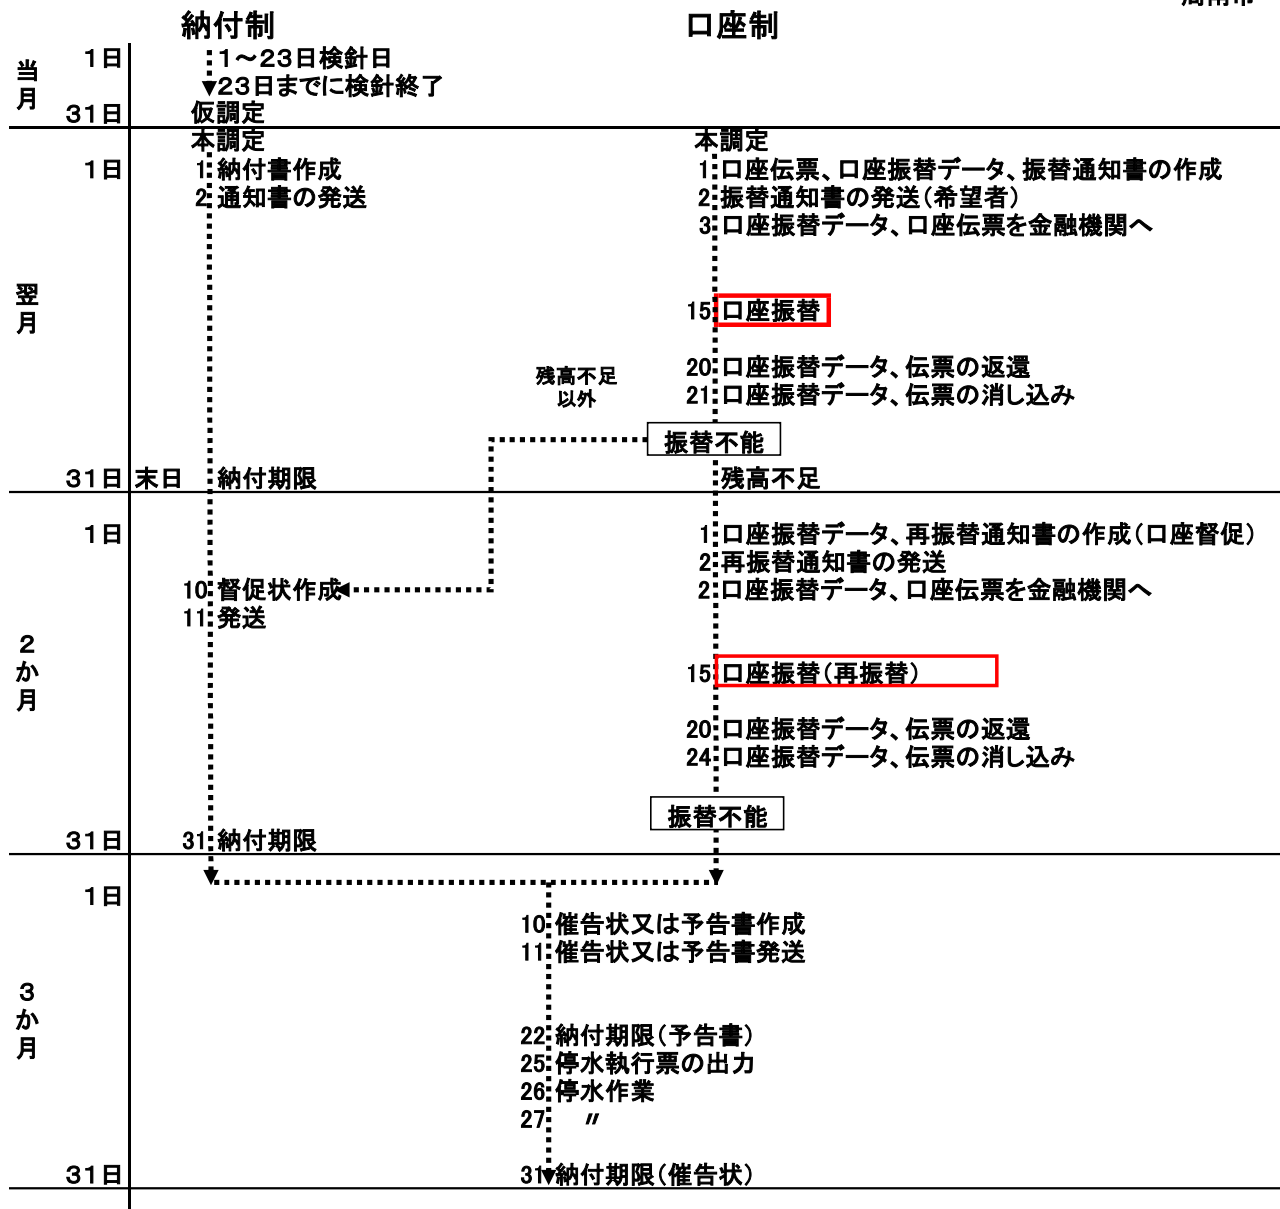 納付制 口座制
当月
1日 1～23日検針日
23日までに検針終了
31日 仮調定
本調定 本調定
翌月
1日 1 納付書作成 1 口座伝票、口座振替データ、振替通知書の作成
2 通知書の発送 2 振替通知書の発送（希望者）
3 口座振替データ、口座伝票を金融機関へ
15 口座振替
20 口座振替データ、伝票の返還
残高不足
以外
21 口座振替データ、伝票の消し込み
振替不能
31日 末日 納付期限 残高不足
2か月
1日 1 口座振替データ、再振替通知書の作成（口座督促）
2 再振替通知書の発送
10 督促状作成 2 口座振替データ、口座伝票を金融機関へ
11 発送
15 口座振替（再振替）
20 口座振替データ、伝票の返還
24 口座振替データ、伝票の消し込み
振替不能
31日 31 納付期限
3か月
1日
10 催告状又は予告書作成
11 催告状又は予告書発送
22 納付期限（予告書）
25 停水執行票の出力
26 停水作業
27 〃
31日 31 納付期限（催告状）